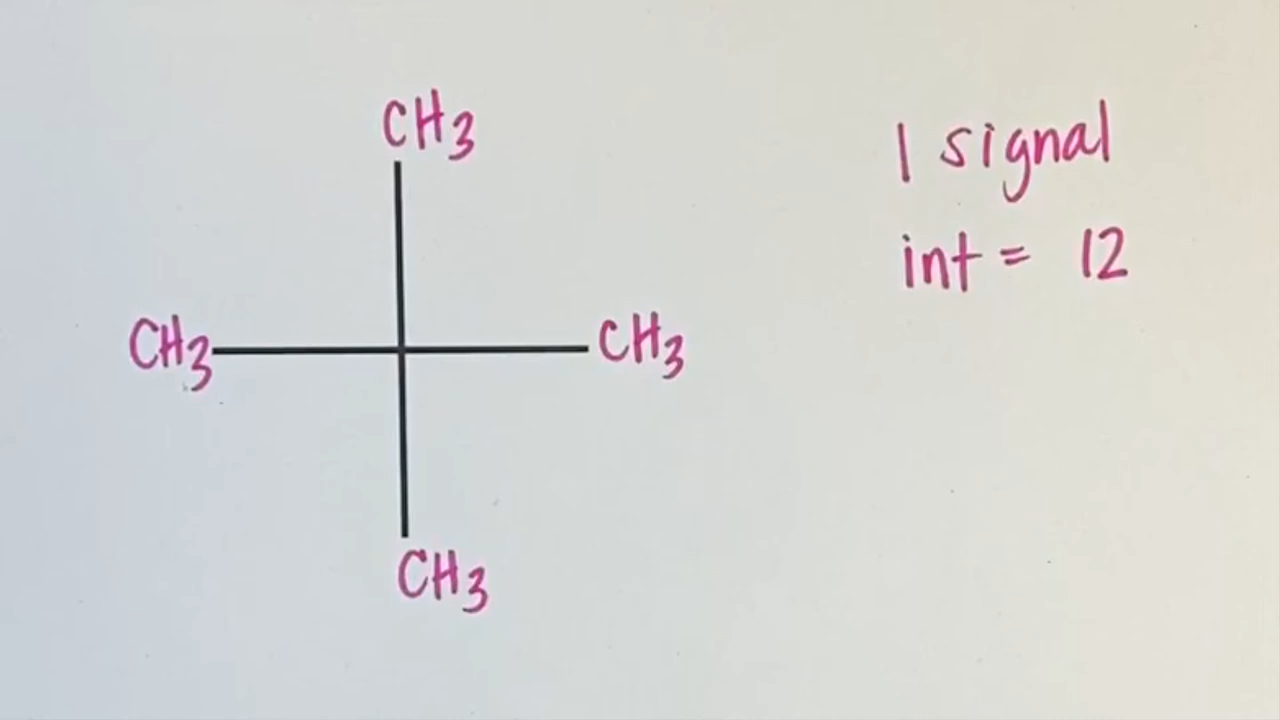 CH3
1 signal
int = 12
CH3
CH3
CH3